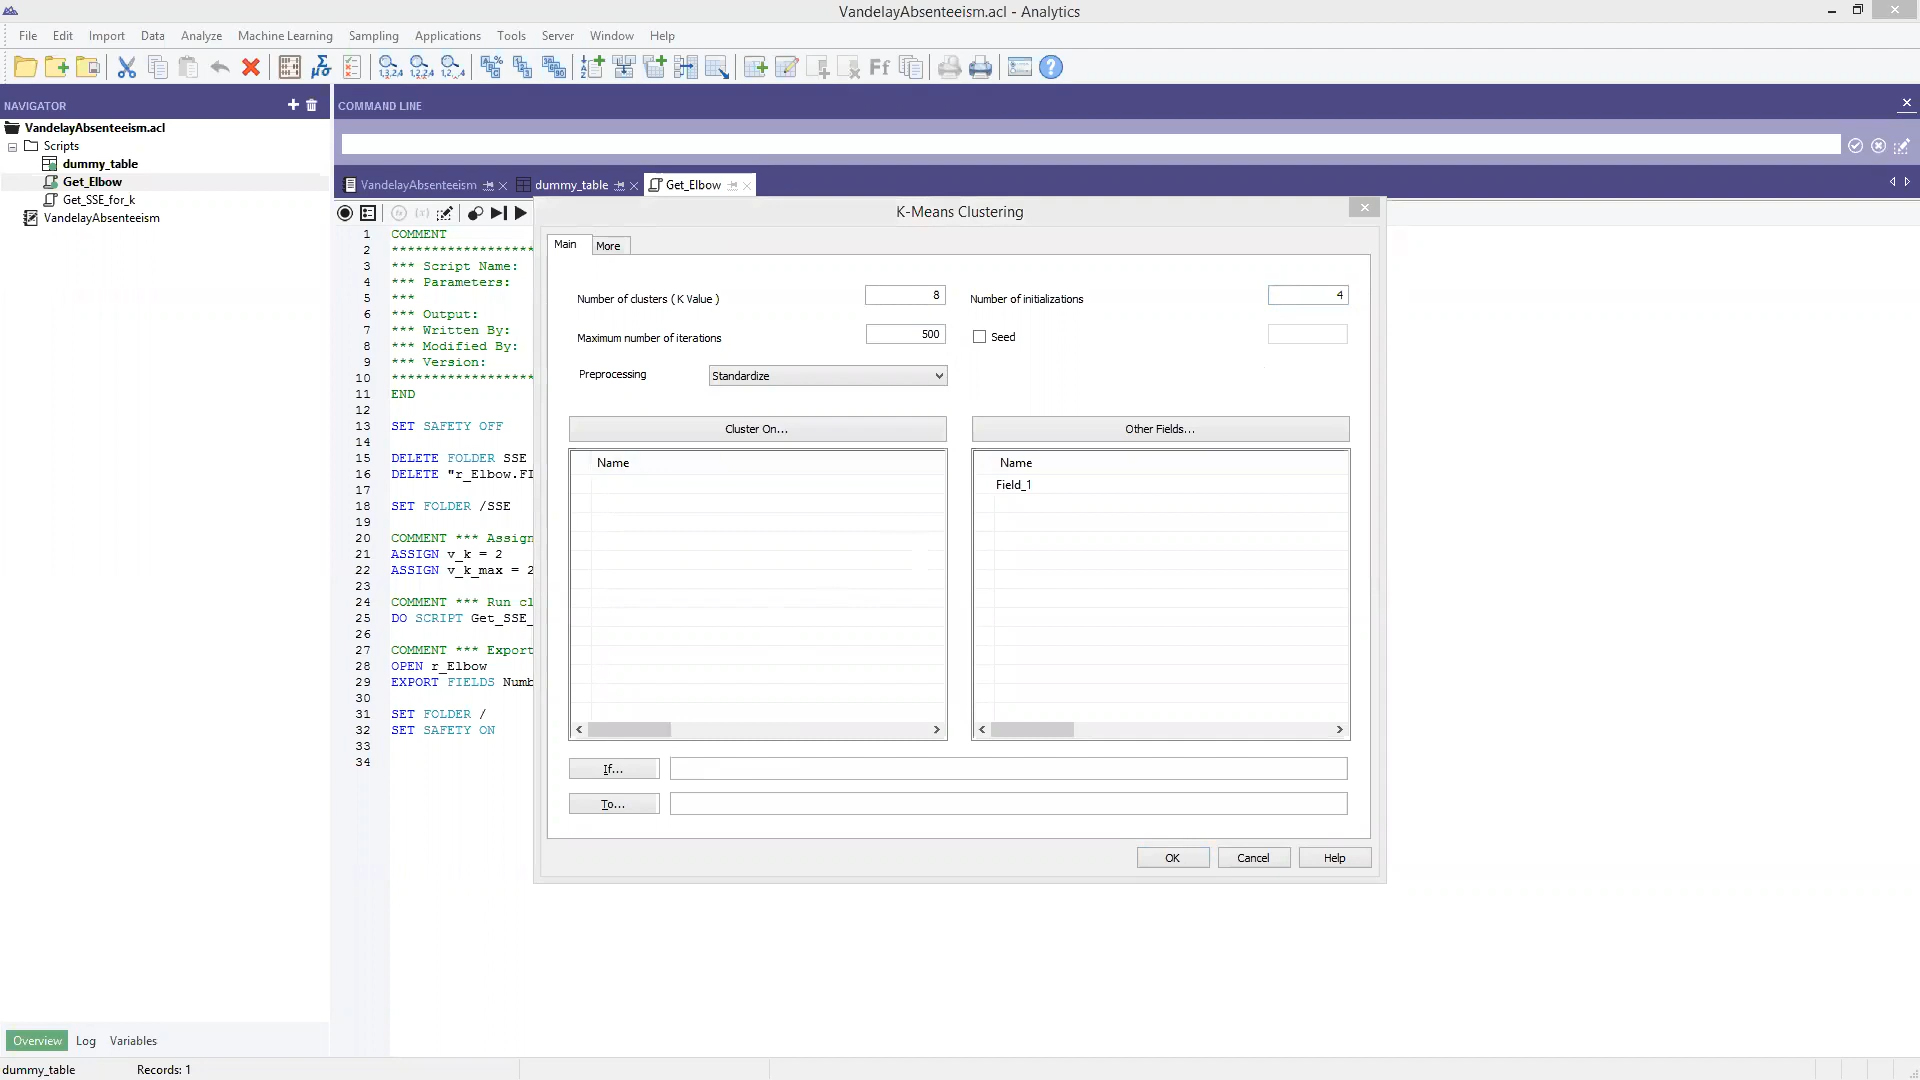 VandelayAbsenteeism.acl - Analytics
File Edit Import Data Analyze Machine Learning Sampling Applications Tools Server Window Help
NAVIGATOR
VandelayAbsenteeism.acl
Scripts
dummy_table
Get_Elbow
Get_SSE_for_k
VandelayAbsenteeism
COMMAND LINE
VandelayAbsenteeism dummy_table Get_Elbow
1 COMMENT
2 ******************
3 *** Script Name:
4 *** Parameters:
5 ***
6 *** Output:
7 *** Written By:
8 *** Modified By:
9 *** Version:
10 ******************
11 END
12
13 SET SAFETY OFF
14
15 DELETE FOLDER SSE
16 DELETE "r_Elbow.FI
17
18 SET FOLDER /SSE
19
20 COMMENT *** Assign
21 ASSIGN v_k = 2
22 ASSIGN v_k_max = 2
23
24 COMMENT *** Run cl
25 DO SCRIPT Get_SSE_
26
27 COMMENT *** Export
28 OPEN r_Elbow
29 EXPORT FIELDS Numb
30
31 SET FOLDER /
32 SET SAFETY ON
33
34
K-Means Clustering
Main More
Number of clusters ( K Value ) 8 Number of initializations 4
Maximum number of iterations 500 Seed
Preprocessing Standardize
Cluster On... Other Fields...
Name Name
Field_1
If...
To...
OK Cancel Help
Overview Log Variables
dummy_table Records: 1